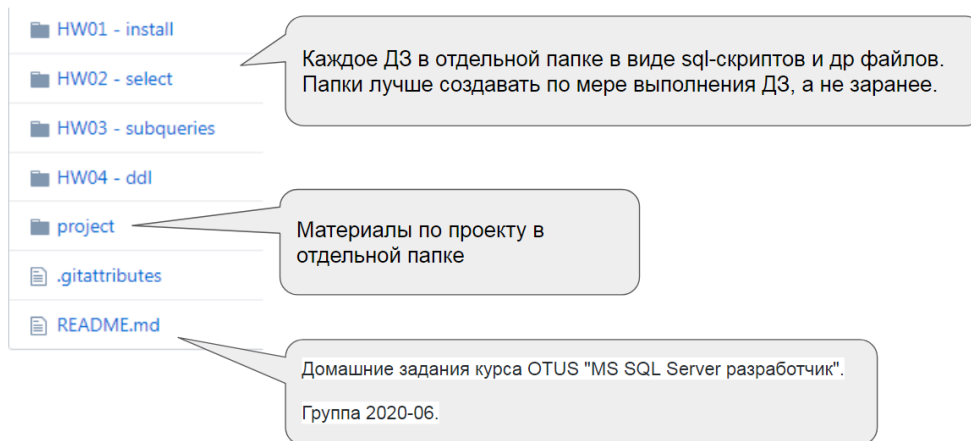 HW01 - install
Каждое ДЗ в отдельной папке в виде sql-скриптов и др файлов.
Папки лучше создавать по мере выполнения ДЗ, а не заранее.
HW02 - select
HW03 - subqueries
HW04 - ddl
project
Материалы по проекту в
отдельной папке
.gitattributes
README.md
Домашние задания курса OTUS "MS SQL Server разработчик".
Группа 2020-06.